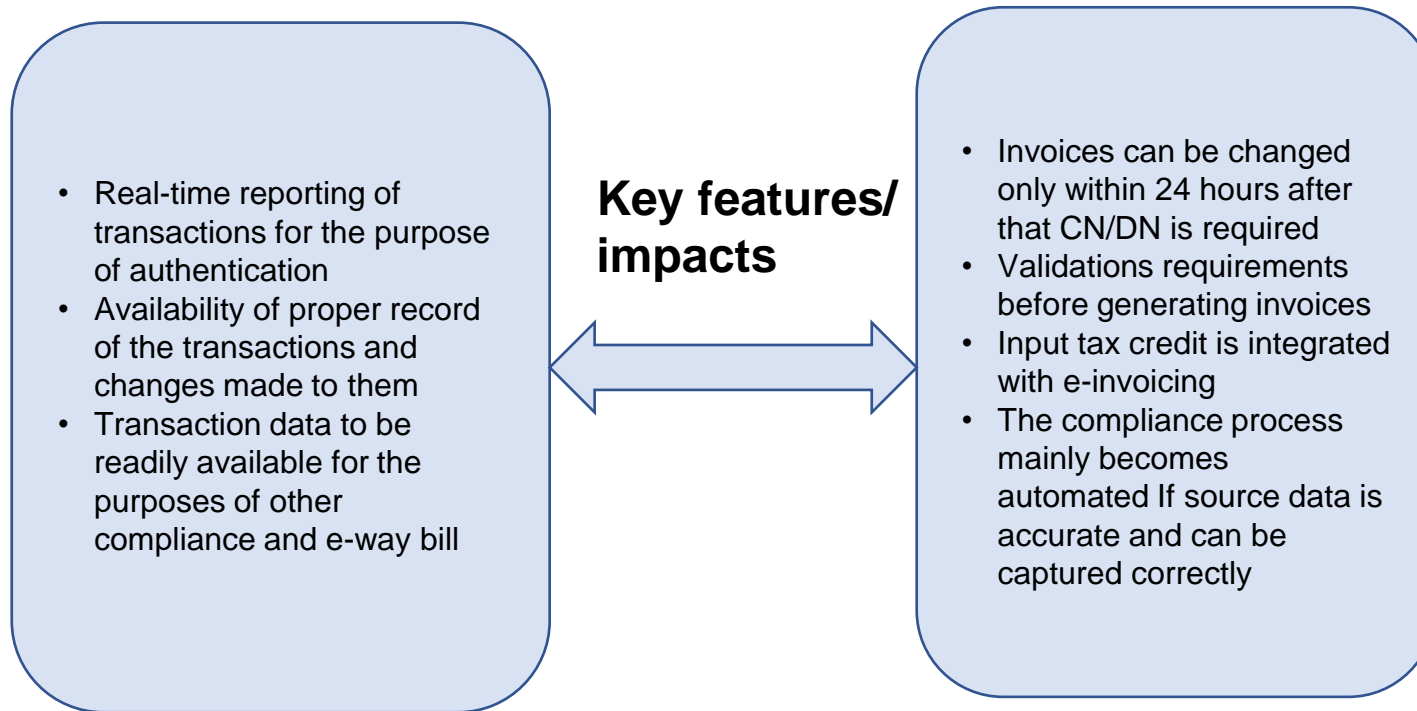 • Real-time reporting of
transactions for the purpose
of authentication
• Availability of proper record
of the transactions and
changes made to them
• Transaction data to be
readily available for the
purposes of other
compliance and e-way bill
Key features/
impacts
• Invoices can be changed
only within 24 hours after
that CN/DN is required
• Validations requirements
before generating invoices
• Input tax credit is integrated
with e-invoicing
• The compliance process
mainly becomes
automated If source data is
accurate and can be
captured correctly